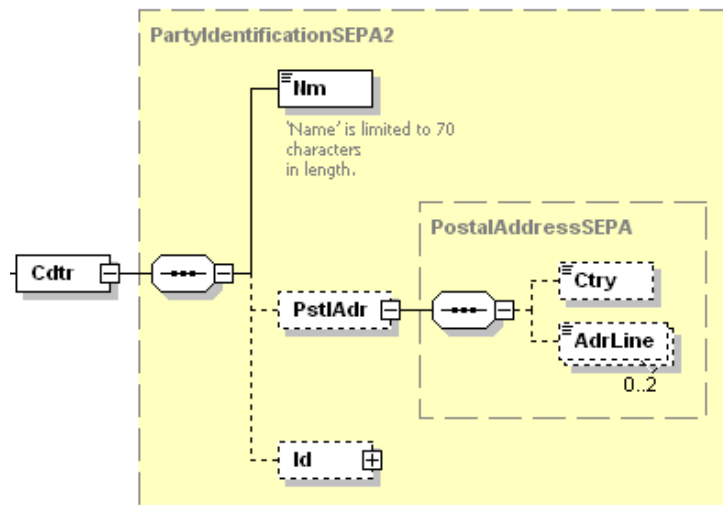 PartyIdentificationSEPA2
Nm
'Name' is limited to 70
characters
in length.
Cdtr
PostalAddressSEPA
PstlAdr
Ctry
AdrLine
0..2
Id